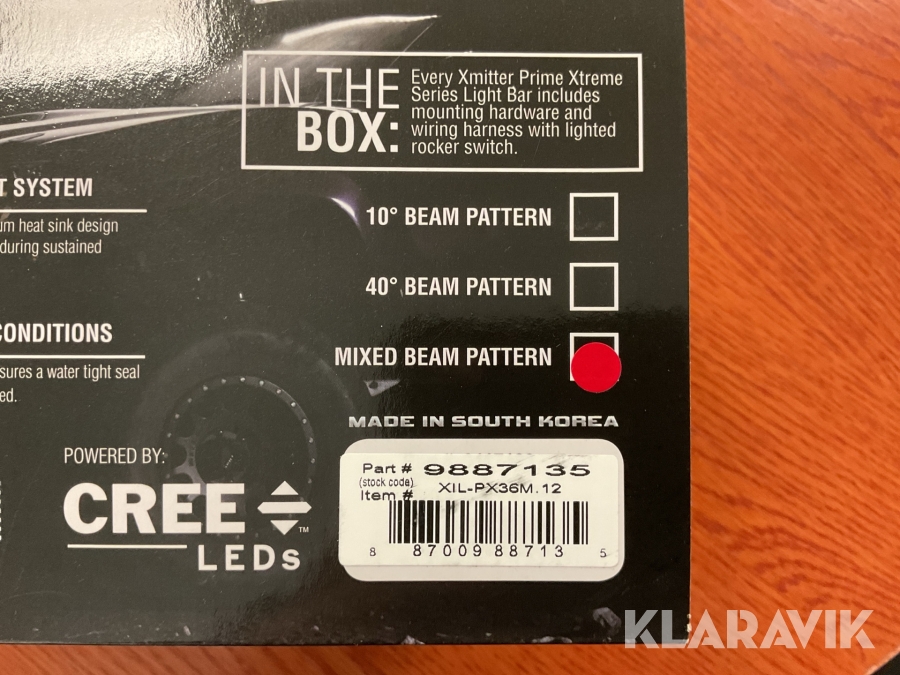 IN THE
BOX:
Every Xmitter Prime Xtreme
Series Light Bar includes
mounting hardware and
wiring harness with lighted
rocker switch.
T SYSTEM
um heat sink design
during sustained
10° BEAM PATTERN
40° BEAM PATTERN
CONDITIONS
sures a water tight seal
ed.
MIXED BEAM PATTERN
MADE IN SOUTH KOREA
POWERED BY:
CREE
LEDs
TM
Part # 9887135
(stock code) XIL-PX36M.12
Item #
8 87009 88713 5
KLARAVIK